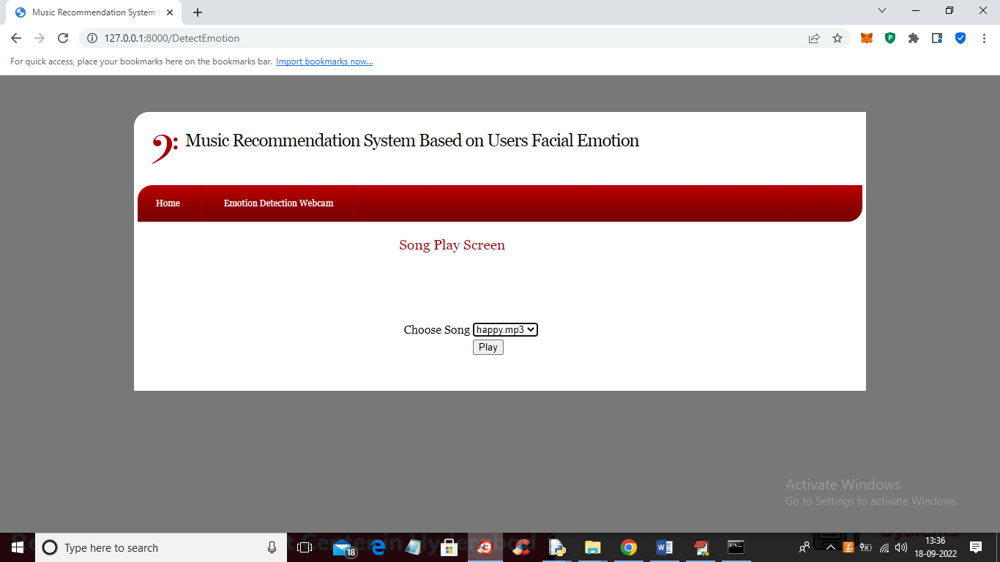 Music Recommendation System
127.0.0.1:8000/DetectEmotion
For quick access, place your bookmarks here on the bookmarks bar. Import bookmarks now...
Music Recommendation System Based on Users Facial Emotion
Home Emotion Detection Webcam
Song Play Screen
Choose Song happy.mp3
Play
Activate Windows
Go to Settings to activate Windows.
Type here to search
18
13:36
18-09-2022